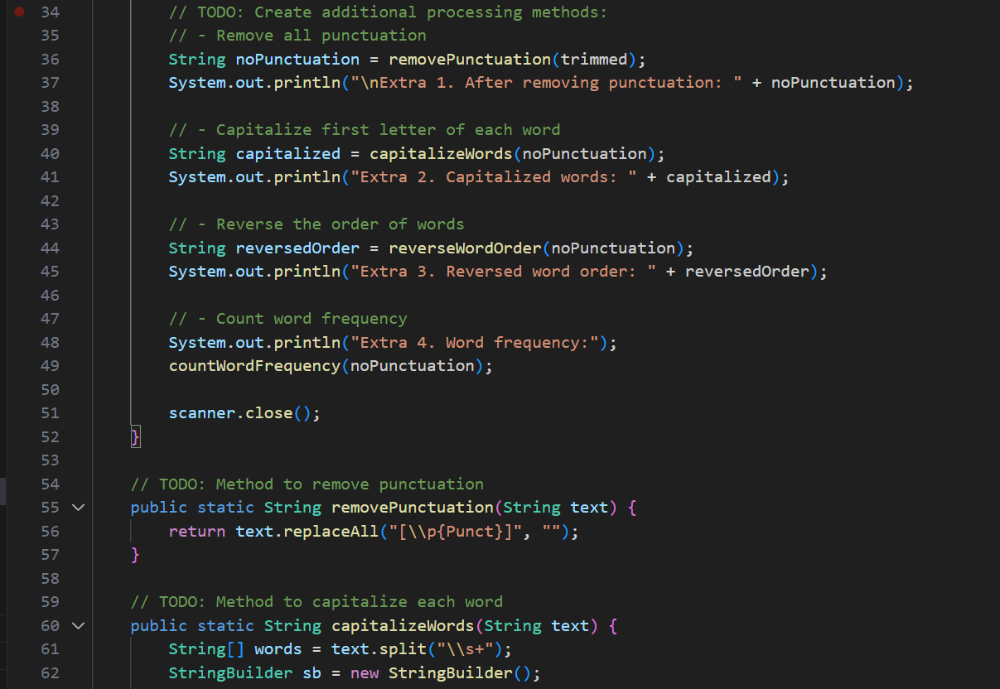 34 // TODO: Create additional processing methods:
35 // - Remove all punctuation
36 String noPunctuation = removePunctuation(trimmed);
37 System.out.println("\nExtra 1. After removing punctuation: " + noPunctuation);
38
39 // - Capitalize first letter of each word
40 String capitalized = capitalizeWords(noPunctuation);
41 System.out.println("Extra 2. Capitalized words: " + capitalized);
42
43 // - Reverse the order of words
44 String reversedOrder = reverseWordOrder(noPunctuation);
45 System.out.println("Extra 3. Reversed word order: " + reversedOrder);
46
47 // - Count word frequency
48 System.out.println("Extra 4. Word frequency:");
49 countWordFrequency(noPunctuation);
50
51 scanner.close();
52 }
53
54 // TODO: Method to remove punctuation
55 public static String removePunctuation(String text) {
56 return text.replaceAll("[\\p{Punct}]", "");
57 }
58
59 // TODO: Method to capitalize each word
60 public static String capitalizeWords(String text) {
61 String[] words = text.split("\\s+");
62 StringBuilder sb = new StringBuilder();